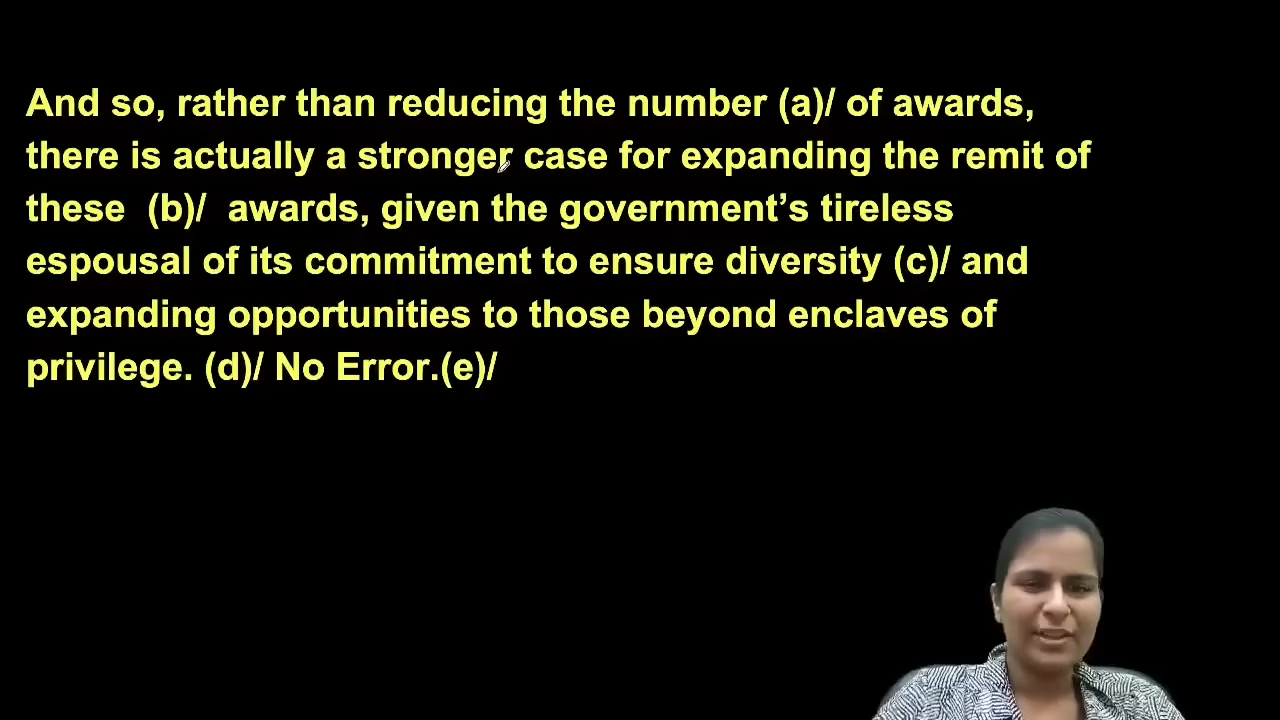 And so, rather than reducing the number (a)/ of awards,
there is actually a stronger case for expanding the remit of
these (b)/ awards, given the government’s tireless
espousal of its commitment to ensure diversity (c)/ and
expanding opportunities to those beyond enclaves of
privilege. (d)/ No Error.(e)/